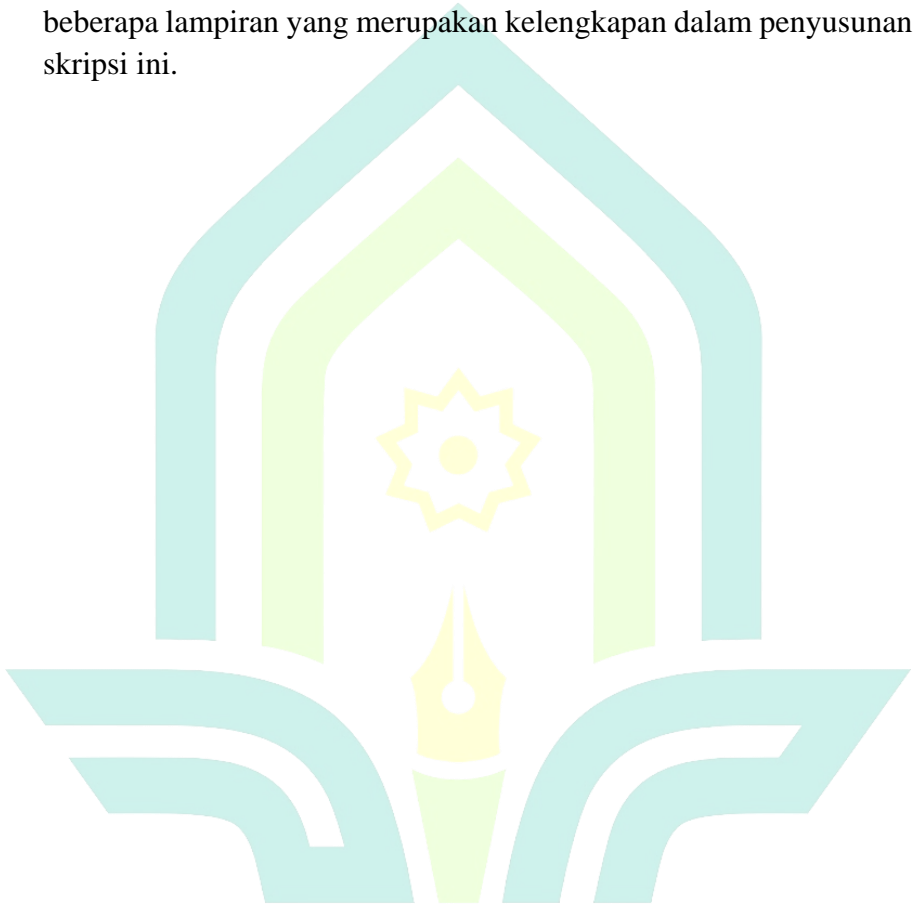 beberapa lampiran yang merupakan kelengkapan dalam penyusunan
skripsi ini.